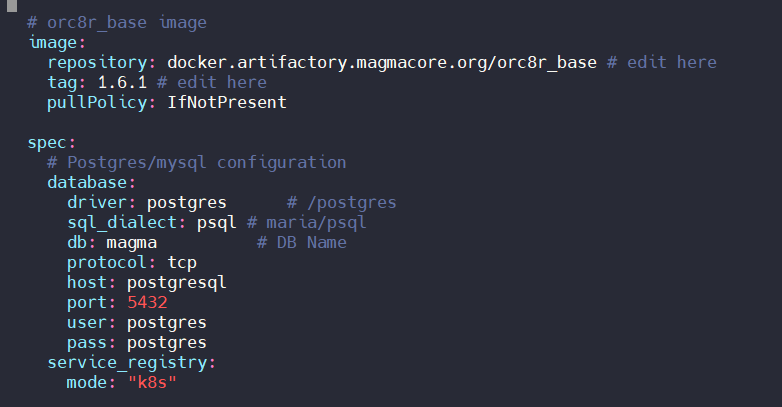 # orc8r_base image
image:
  repository: docker.artifactory.magmacore.org/orc8r_base # edit here
  tag: 1.6.1 # edit here
  pullPolicy: IfNotPresent

spec:
  # Postgres/mysql configuration
  database:
    driver: postgres      # /postgres
    sql_dialect: psql # maria/psql
    db: magma          # DB Name
    protocol: tcp
    host: postgresql
    port: 5432
    user: postgres
    pass: postgres
  service_registry:
    mode: "k8s"